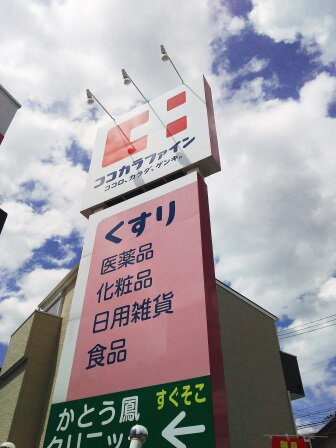 ココカラファイン
ココロ、カラダ、ゲンキ。
くすり
医薬品
化粧品
日用雑貨
食品
かとう鳳 すぐそこ
クリニック ←